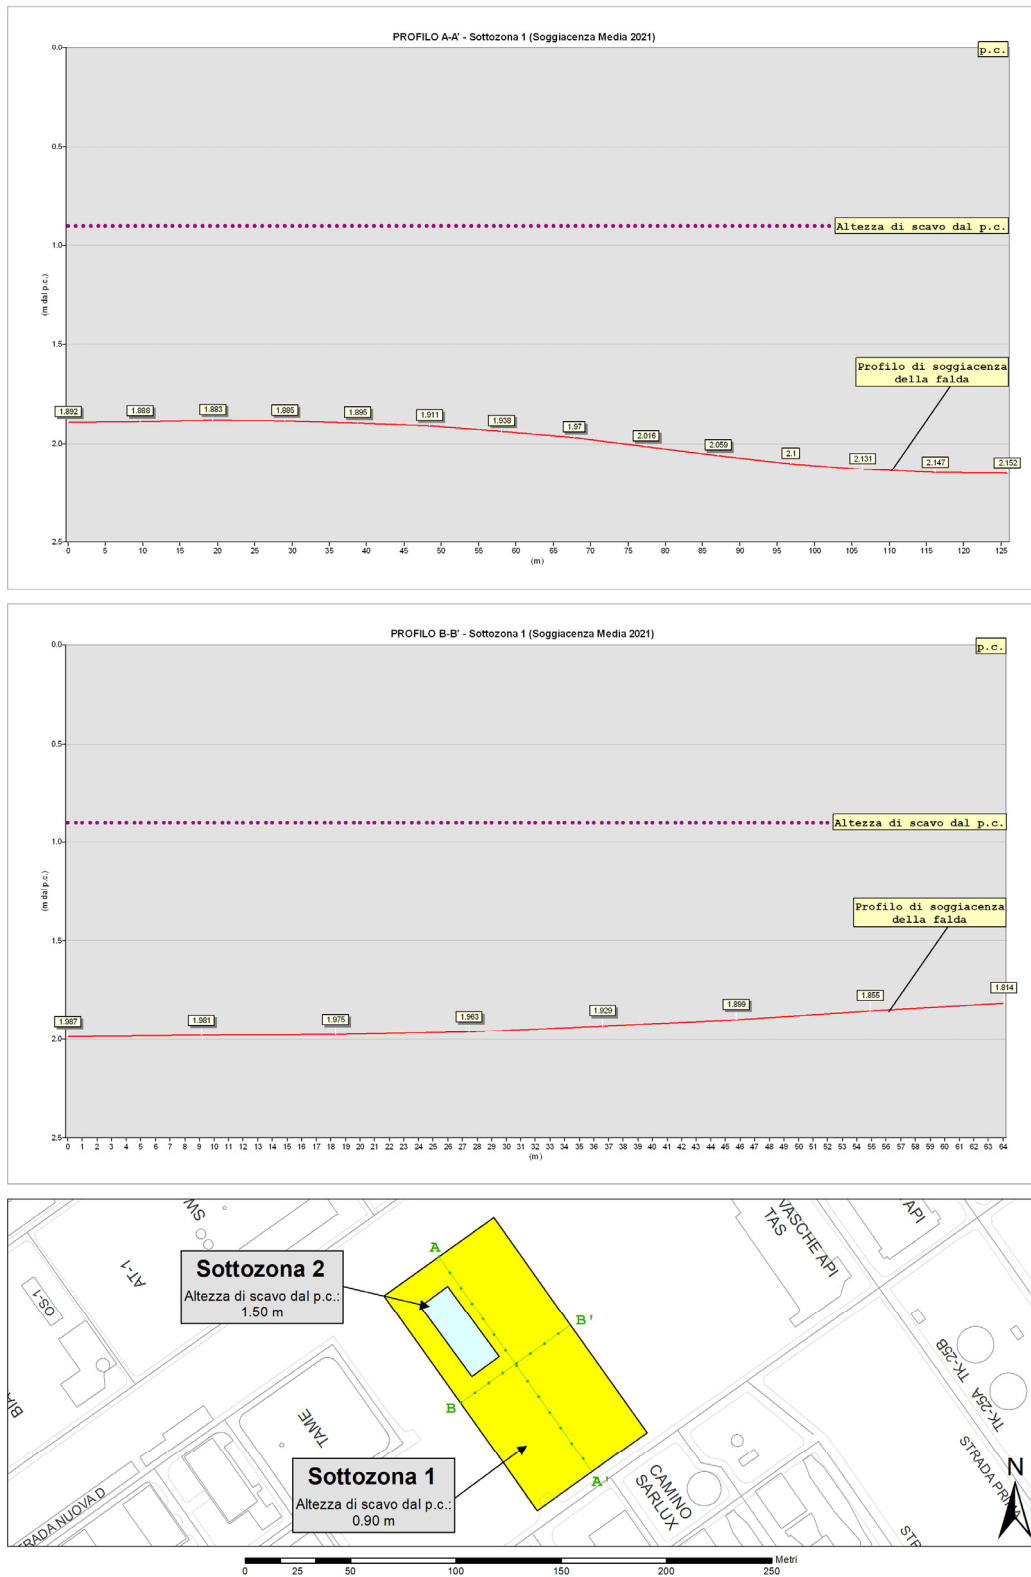 PROFILO A-A' - Sottozona 1 (Soggiacenza Media 2021)
p.c.
0.0
0.5
Altezza di scavo dal p.c.
1.0
(m dal p.c.)
1.5
Profilo di soggiacenza
della falda
1.892 1.888 1.883 1.885 1.895 1.911 1.938 1.97 2.016 2.059 2.1 2.131 2.147 2.152
2.0
2.5
0 5 10 15 20 25 30 35 40 45 50 55 60 65 70 75 80 85 90 95 100 105 110 115 120 125
(m)
PROFILO B-B' - Sottozona 1 (Soggiacenza Media 2021)
p.c.
0.0
0.5
Altezza di scavo dal p.c.
1.0
(m dal p.c.)
1.5
Profilo di soggiacenza
della falda
1.987 1.981 1.975 1.963 1.929 1.899 1.855 1.814
2.0
2.5
0 1 2 3 4 5 6 7 8 9 10 11 12 13 14 15 16 17 18 19 20 21 22 23 24 25 26 27 28 29 30 31 32 33 34 35 36 37 38 39 40 41 42 43 44 45 46 47 48 49 50 51 52 53 54 55 56 57 58 59 60 61 62 63 64
(m)
SW
AT-1
OS-1
BIA
TAME
RADA NUOVA D
Sottozona 2
Altezza di scavo dal p.c.:
1.50 m
A
B'
B
A'
Sottozona 1
Altezza di scavo dal p.c.:
0.90 m
VASCHE API
TAS
API
TK-25B
TK-25A
CAMINO
SARLUX
STRADA PRIMA
STR
N
0 25 50 100 150 200 250 Metri